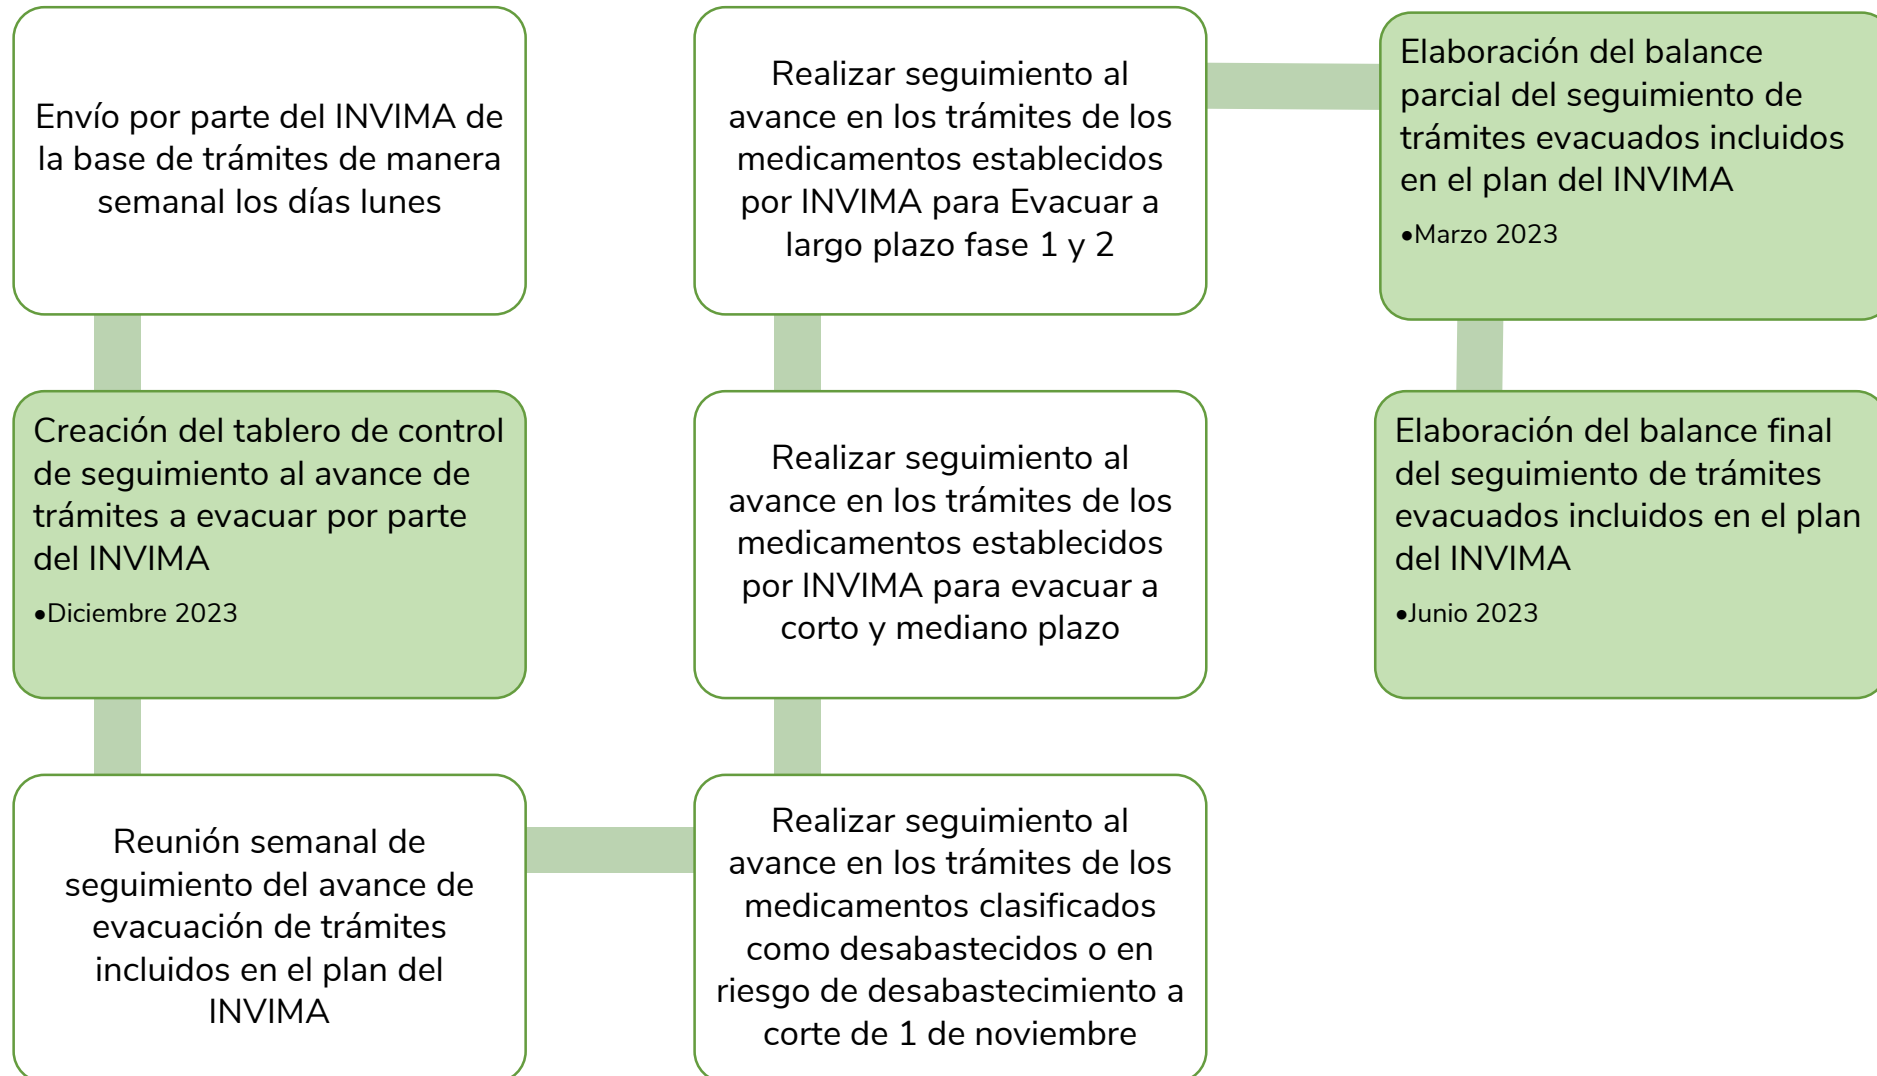 Envío por parte del INVIMA de
la base de trámites de manera
semanal los días lunes
Creación del tablero de control
de seguimiento al avance de
trámites a evacuar por parte
del INVIMA
•Diciembre 2023
Reunión semanal de
seguimiento del avance de
evacuación de trámites
incluidos en el plan del
INVIMA
Realizar seguimiento al
avance en los trámites de los
medicamentos clasificados
como desabastecidos o en
riesgo de desabastecimiento a
corte de 1 de noviembre
Realizar seguimiento al
avance en los trámites de los
medicamentos establecidos
por INVIMA para evacuar a
corto y mediano plazo
Realizar seguimiento al
avance en los trámites de los
medicamentos establecidos
por INVIMA para Evacuar a
largo plazo fase 1 y 2
Elaboración del balance
parcial del seguimiento de
trámites evacuados incluidos
en el plan del INVIMA
•Marzo 2023
Elaboración del balance final
del seguimiento de trámites
evacuados incluidos en el plan
del INVIMA
•Junio 2023